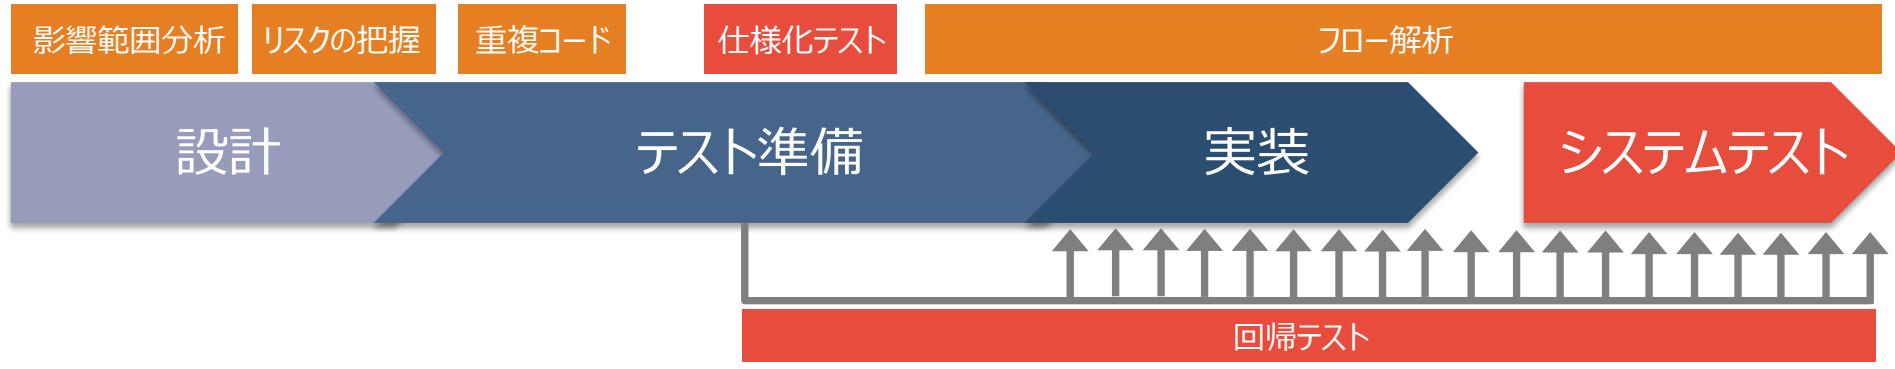 影響範囲分析
リスクの把握
重複コード
仕様化テスト
フロー解析
設計
テスト準備
実装
システムテスト
回帰テスト